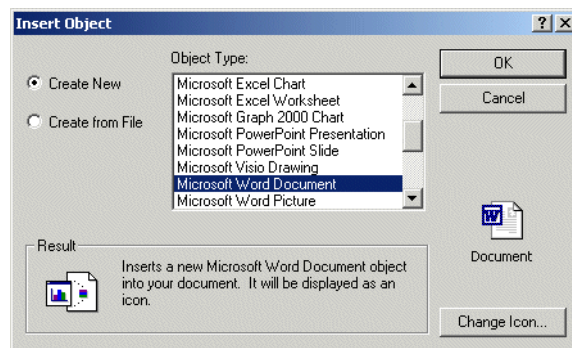 Insert Object
Object Type:
Create New
Create from File
Microsoft Excel Chart
Microsoft Excel Worksheet
Microsoft Graph 2000 Chart
Microsoft PowerPoint Presentation
Microsoft PowerPoint Slide
Microsoft Visio Drawing
Microsoft Word Document
Microsoft Word Picture
OK
Cancel
Document
Change Icon...
Result
Inserts a new Microsoft Word Document object
into your document. It will be displayed as an
icon.